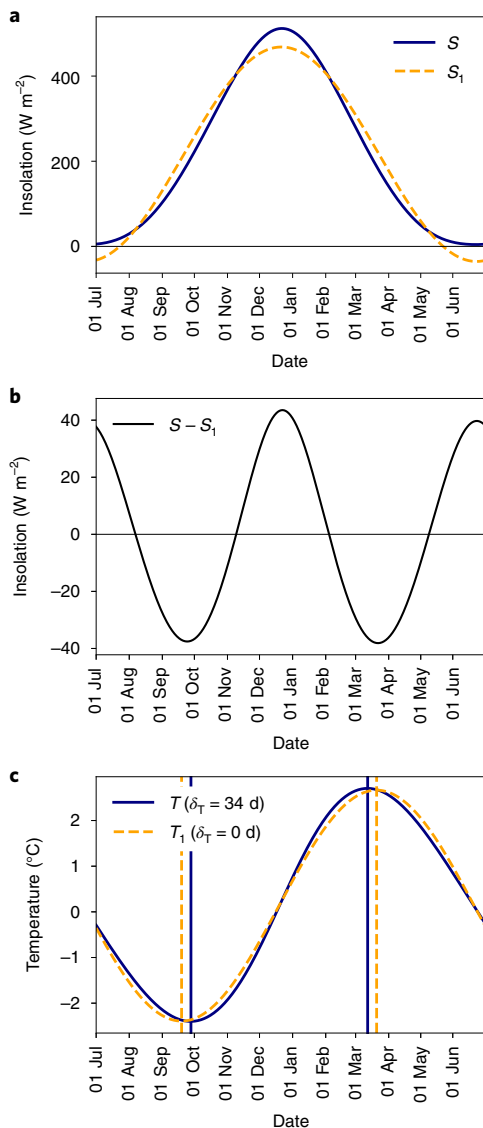 a
Insolation (W m⁻²)
400
200
0
S
S₁
01 Jul
01 Aug
01 Sep
01 Oct
01 Nov
01 Dec
01 Jan
01 Feb
01 Mar
01 Apr
01 May
01 Jun
Date
b
Insolation (W m⁻²)
40
20
0
–20
–40
S – S₁
01 Jul
01 Aug
01 Sep
01 Oct
01 Nov
01 Dec
01 Jan
01 Feb
01 Mar
01 Apr
01 May
01 Jun
Date
c
Temperature (°C)
2
1
0
–1
–2
T (δ_T = 34 d)
T₁ (δ_T = 0 d)
01 Jul
01 Aug
01 Sep
01 Oct
01 Nov
01 Dec
01 Jan
01 Feb
01 Mar
01 Apr
01 May
01 Jun
Date